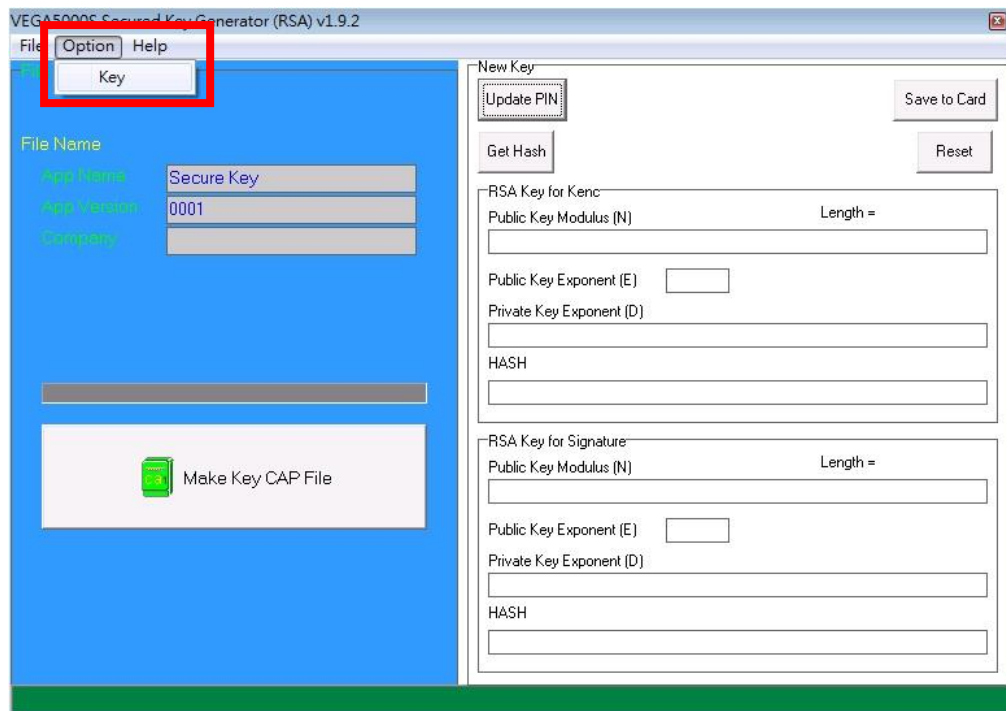 VEGA5000S Secured Key Generator (RSA) v1.9.2
File Option Help
Key
File Name
App Name Secure Key
App Version 0001
Company
Make Key CAP File
New Key
Update PIN Save to Card
Get Hash Reset
RSA Key for Kenc
Public Key Modulus (N) Length =
Public Key Exponent (E)
Private Key Exponent (D)
HASH
RSA Key for Signature
Public Key Modulus (N) Length =
Public Key Exponent (E)
Private Key Exponent (D)
HASH